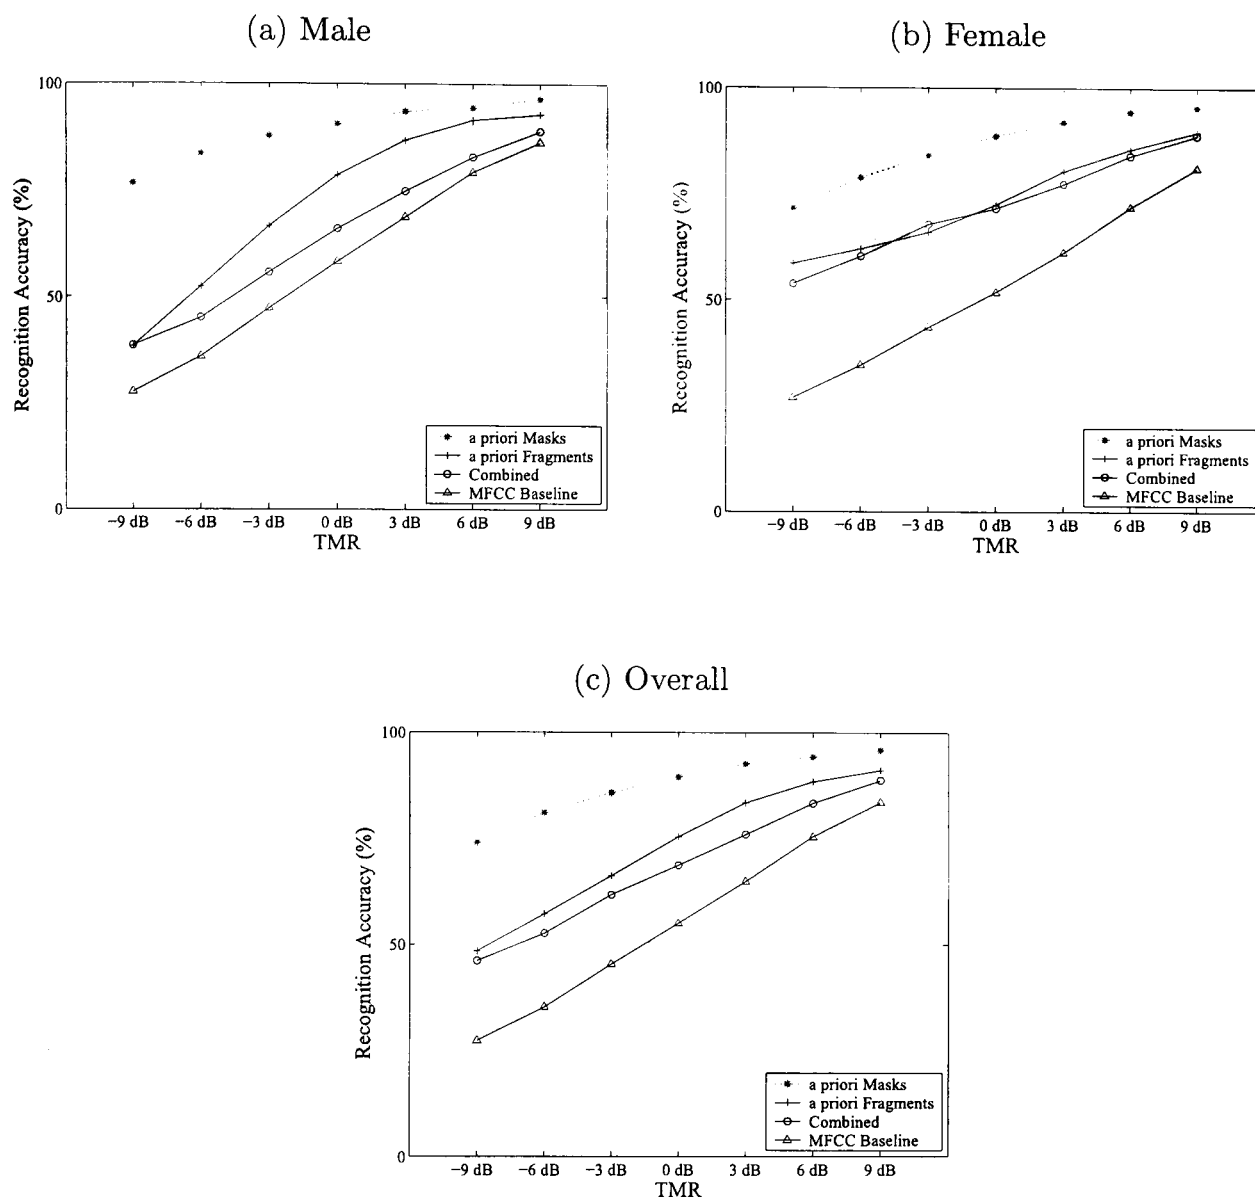 (a) Male
100
50
0
Recognition Accuracy (%)
a priori Masks
a priori Fragments
Combined
MFCC Baseline
−9 dB −6 dB −3 dB 0 dB 3 dB 6 dB 9 dB
TMR
(b) Female
100
50
0
Recognition Accuracy (%)
a priori Masks
a priori Fragments
Combined
MFCC Baseline
−9 dB −6 dB −3 dB 0 dB 3 dB 6 dB 9 dB
TMR
(c) Overall
100
50
0
Recognition Accuracy (%)
a priori Masks
a priori Fragments
Combined
MFCC Baseline
−9 dB −6 dB −3 dB 0 dB 3 dB 6 dB 9 dB
TMR